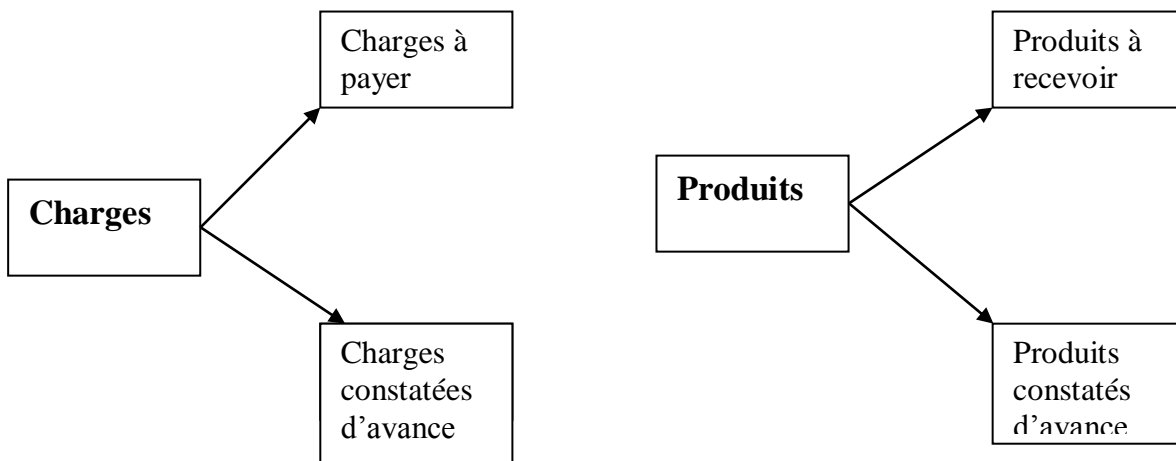 Charges à
payer
Charges
Charges
constatées
d’avance
Produits à
recevoir
Produits
Produits
constatés
d’avance